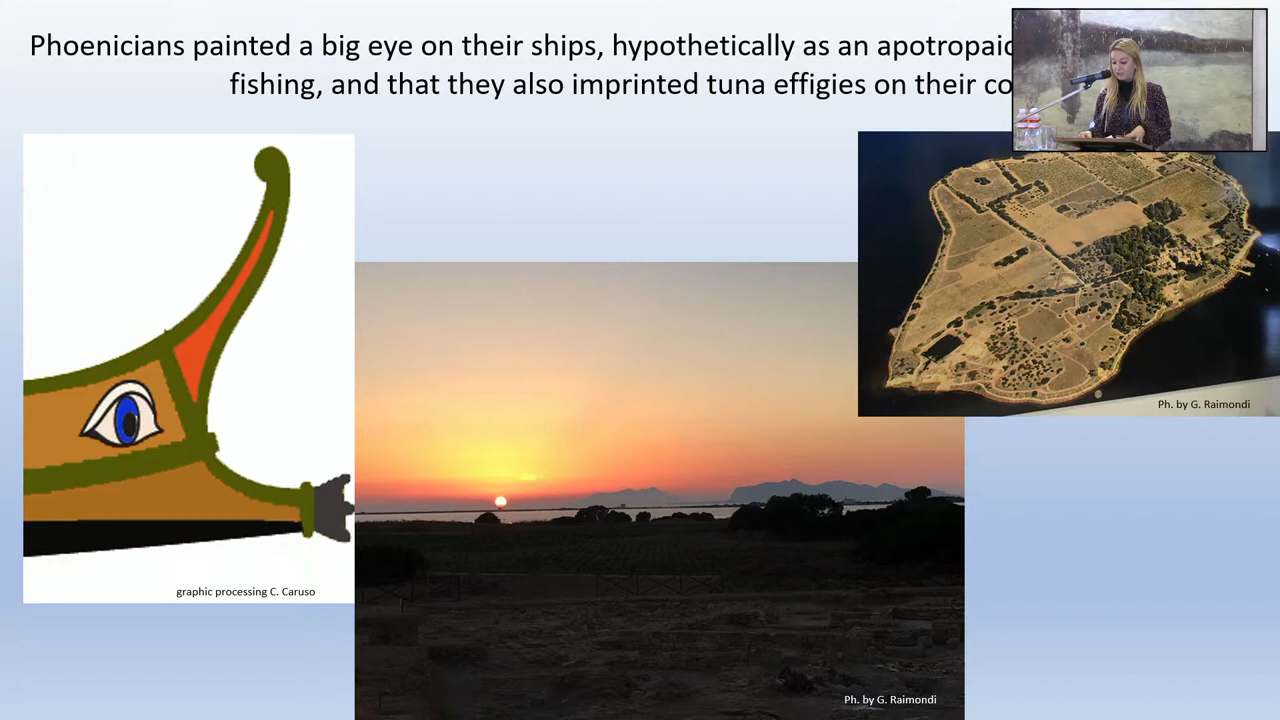 Phoenicians painted a big eye on their ships, hypothetically as an apotropaic
fishing, and that they also imprinted tuna effigies on their
Ph. by G. Raimondi
graphic processing C. Caruso
Ph. by G. Raimondi